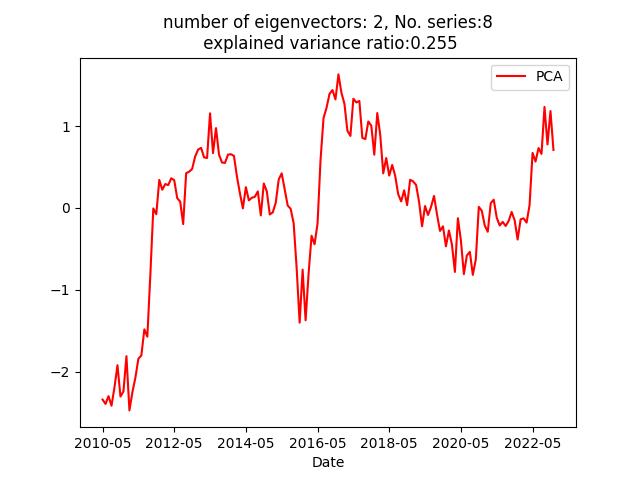 number of eigenvectors: 2, No. series:8
explained variance ratio:0.255
PCA
1
0
−1
−2
2010-05 2012-05 2014-05 2016-05 2018-05 2020-05 2022-05
Date